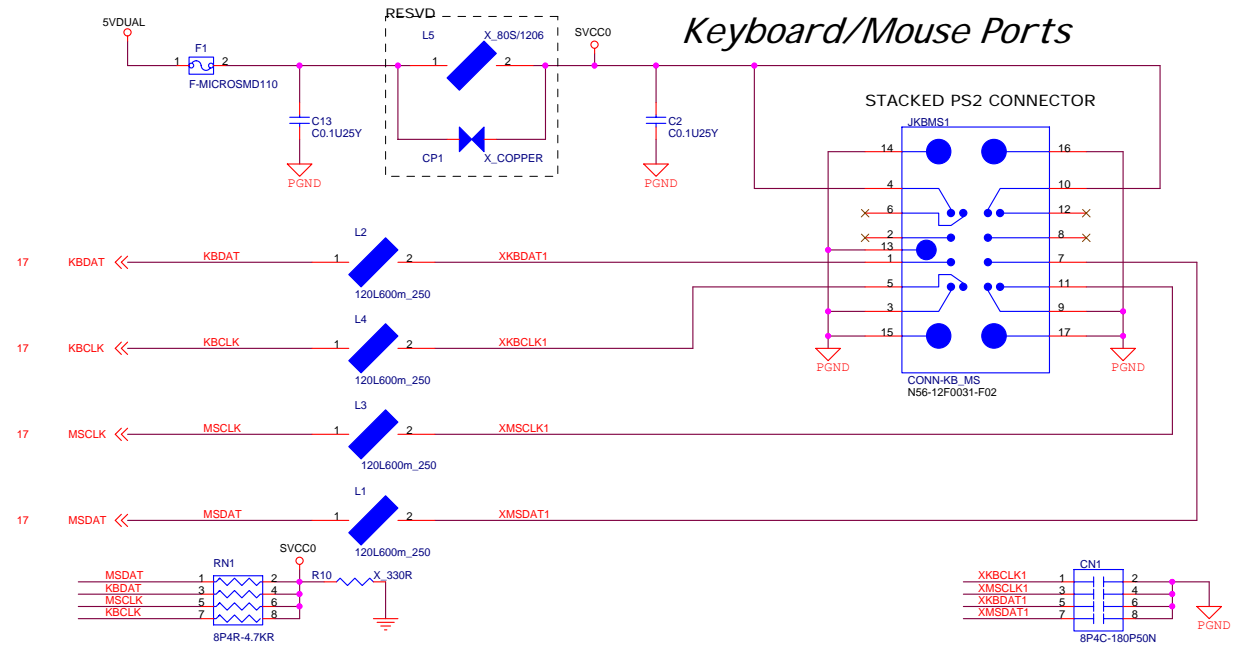 Keyboard/Mouse Ports
RESVD
5VDUAL
F1
1 2
F-MICROSMD110
C13
C0.1U25Y
PGND
L5 X_80S/1206
1 2
CP1 X_COPPER
SVCC0
C2
C0.1U25Y
PGND
STACKED PS2 CONNECTOR
JKBMS1
14 16
4 10
6 12
2 8
13
1 7
5 11
3 9
15 17
PGND
PGND
CONN-KB_MS
N56-12F0031-F02
L2
17 KBDAT KBDAT 1 2 XKBDAT1
120L600m_250
L4
17 KBCLK KBCLK 1 2 XKBCLK1
120L600m_250
L3
17 MSCLK MSCLK 1 2 XMSCLK1
120L600m_250
L1
17 MSDAT MSDAT 1 2 XMSDAT1
120L600m_250
SVCC0
RN1
MSDAT 1 2
KBDAT 3 4
MSCLK 5 6
KBCLK 7 8
8P4R-4.7KR
R10 X_330R
CN1
XKBCLK1 1 2
XMSCLK1 3 4
XKBDAT1 5 6
XMSDAT1 7 8
8P4C-180P50N
PGND